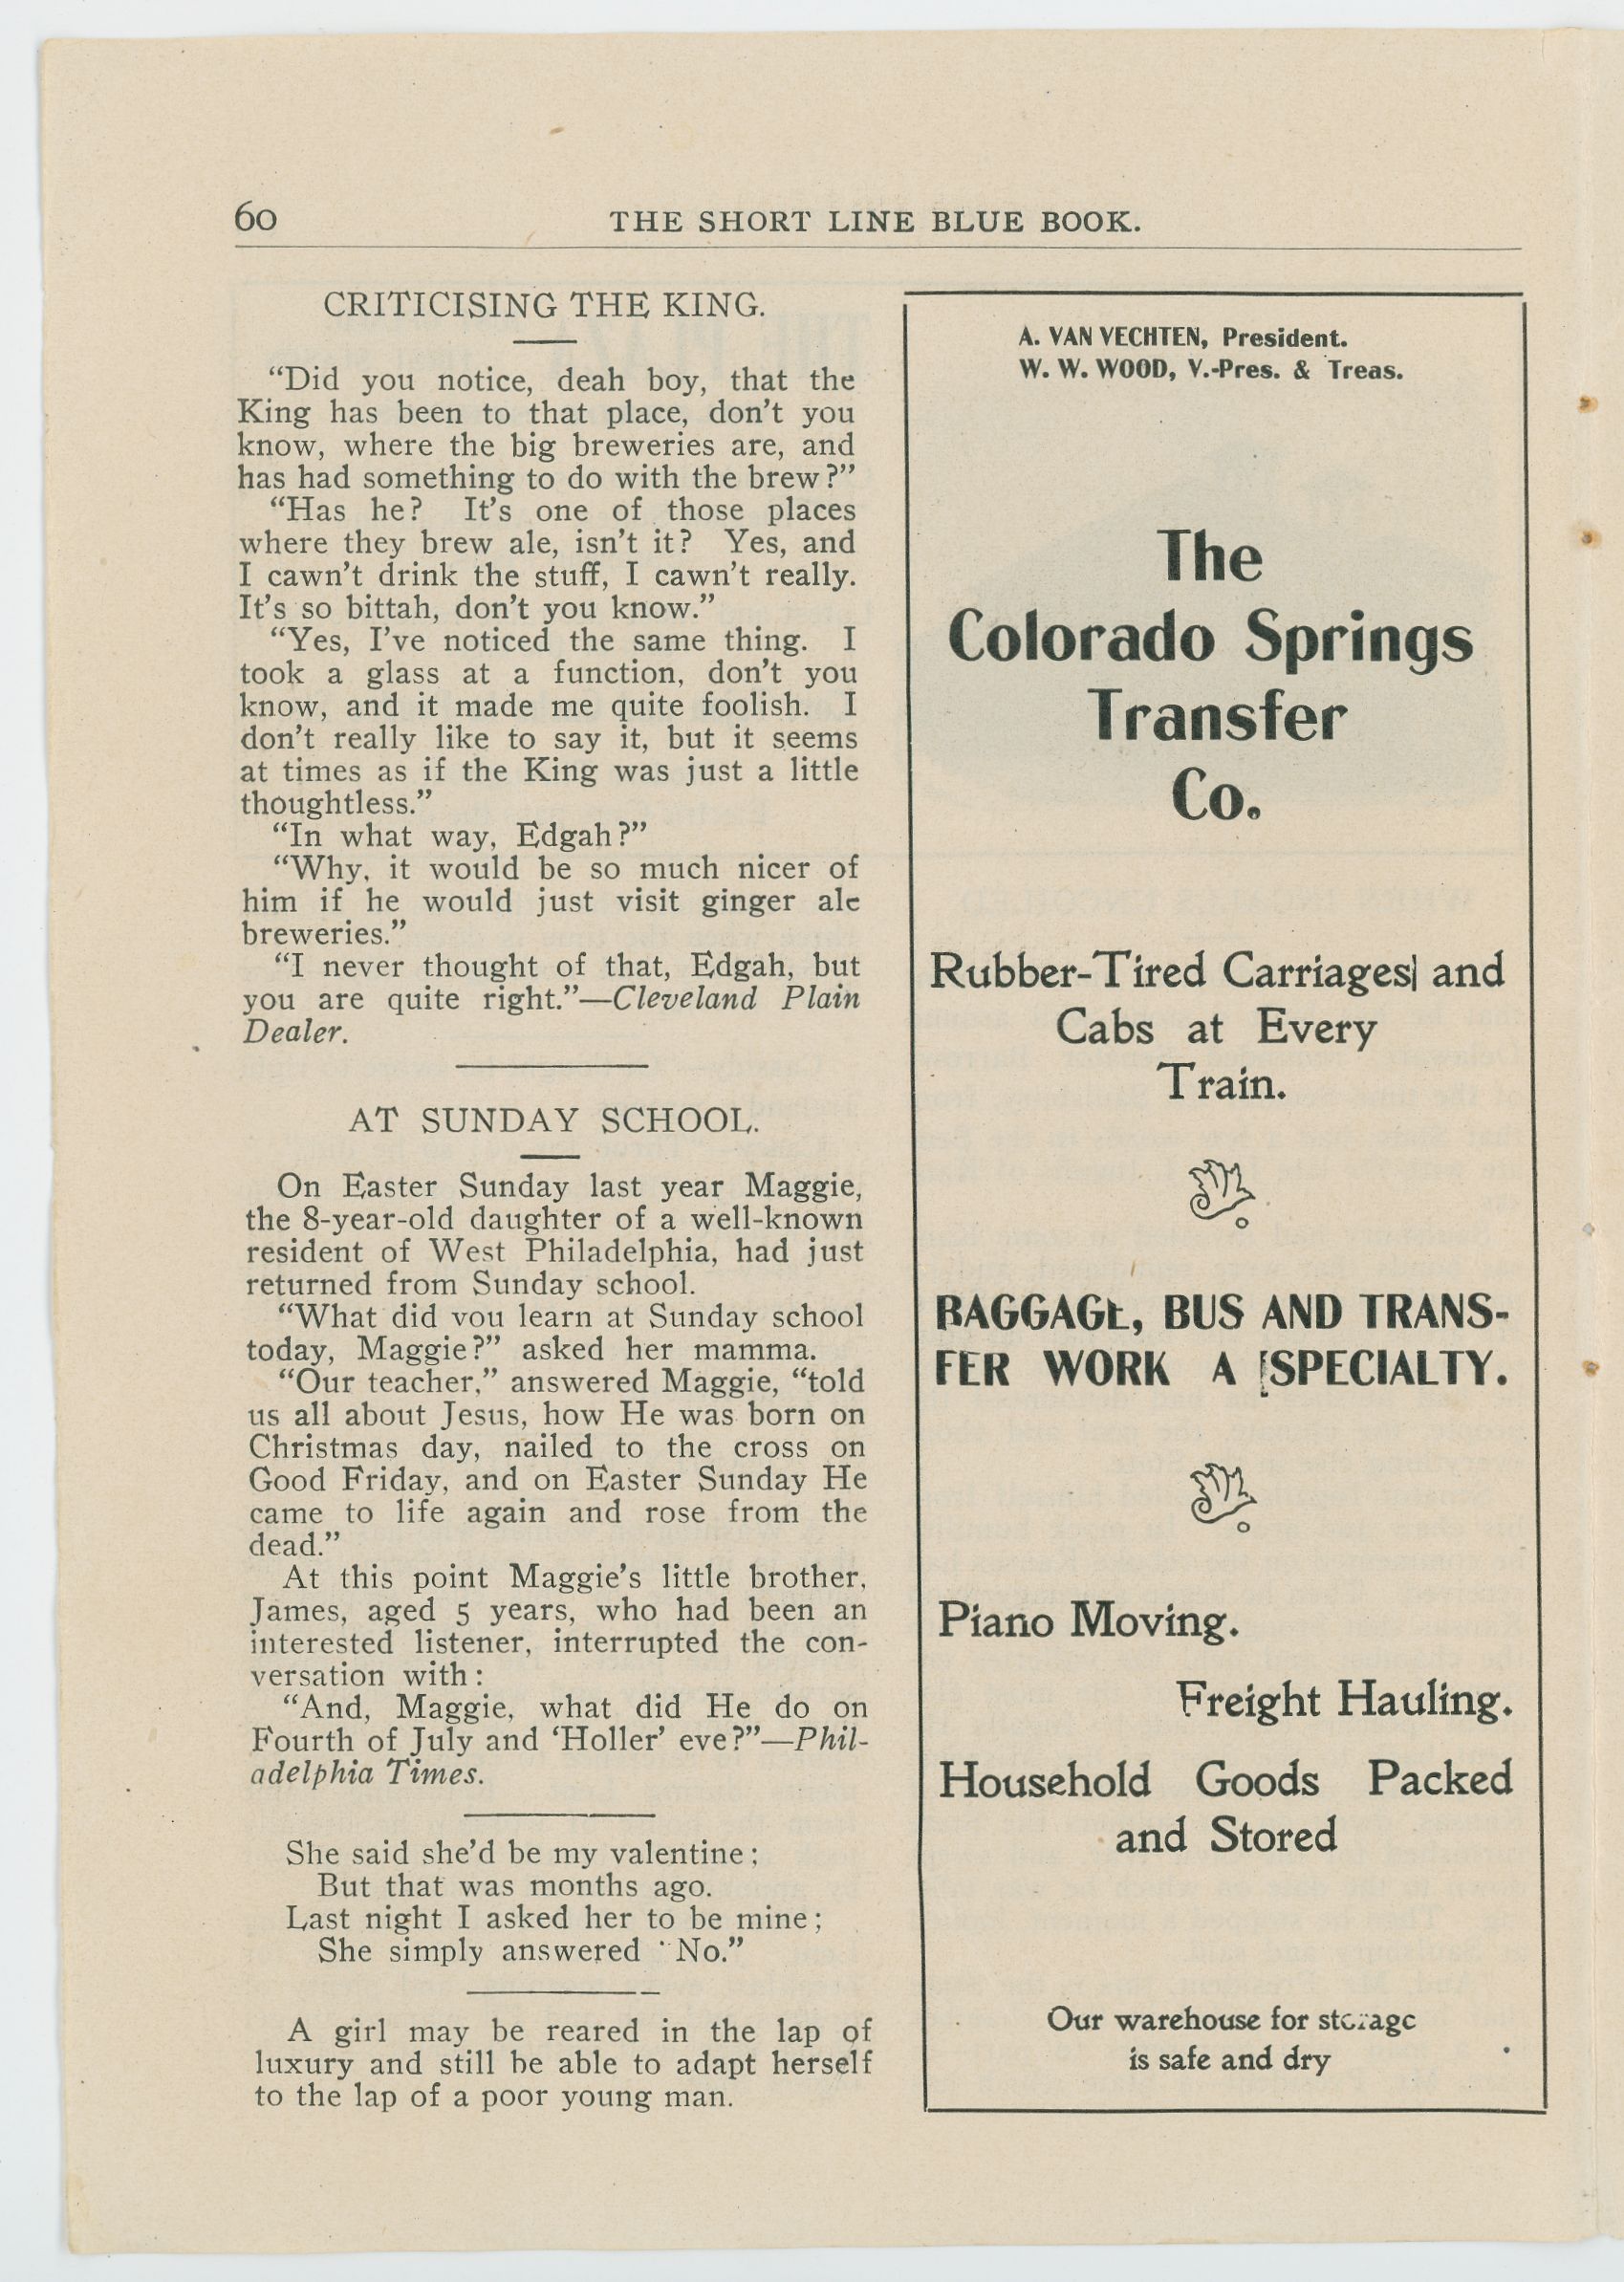 60
THE SHORT LINE BLUE BOOK.
CRITICISING THE KING.
“Did you notice, deah boy, that the
King has been to that place, don’t you
know, where the big breweries are, and
has had something to do with the brew?”
“Has he? It’s one of those places
where they brew ale, isn’t it? Yes, and
I cawn’t drink the stuff, I cawn’t really.
It’s so bittah, don’t you know.”
“Yes, I’ve noticed the same thing. I
took a glass at a function, don’t you
know, and it made me quite foolish. I
don’t really like to say it, but it seems
at times as if the King was just a little
thoughtless.”
“In what way, Edgah?”
“Why, it would be so much nicer of
him if he would just visit ginger ale
breweries.”
“I never thought of that, Edgah, but
you are quite right.”—Cleveland Plain
Dealer.
AT SUNDAY SCHOOL.
On Easter Sunday last year Maggie,
the 8-year-old daughter of a well-known
resident of West Philadelphia, had just
returned from Sunday school.
“What did you learn at Sunday school
today, Maggie?” asked her mamma.
“Our teacher,” answered Maggie, “told
us all about Jesus, how He was born on
Christmas day, nailed to the cross on
Good Friday, and on Easter Sunday He
came to life again and rose from the
dead.”
At this point Maggie’s little brother,
James, aged 5 years, who had been an
interested listener, interrupted the con-
versation with:
“And, Maggie, what did He do on
Fourth of July and ‘Holler’ eve?”—Phil-
adelphia Times.
She said she’d be my valentine;
But that was months ago.
Last night I asked her to be mine;
She simply answered “No.”
A girl may be reared in the lap of
luxury and still be able to adapt herself
to the lap of a poor young man.
A. VAN VECHTEN, President.
W. W. WOOD, V.-Pres. & Treas.
The
Colorado Springs
Transfer
Co.
Rubber-Tired Carriages and
Cabs at Every
Train.
BAGGAGE, BUS AND TRANS-
FER WORK A SPECIALTY.
Piano Moving.
Freight Hauling.
Household Goods Packed
and Stored
Our warehouse for storage
is safe and dry